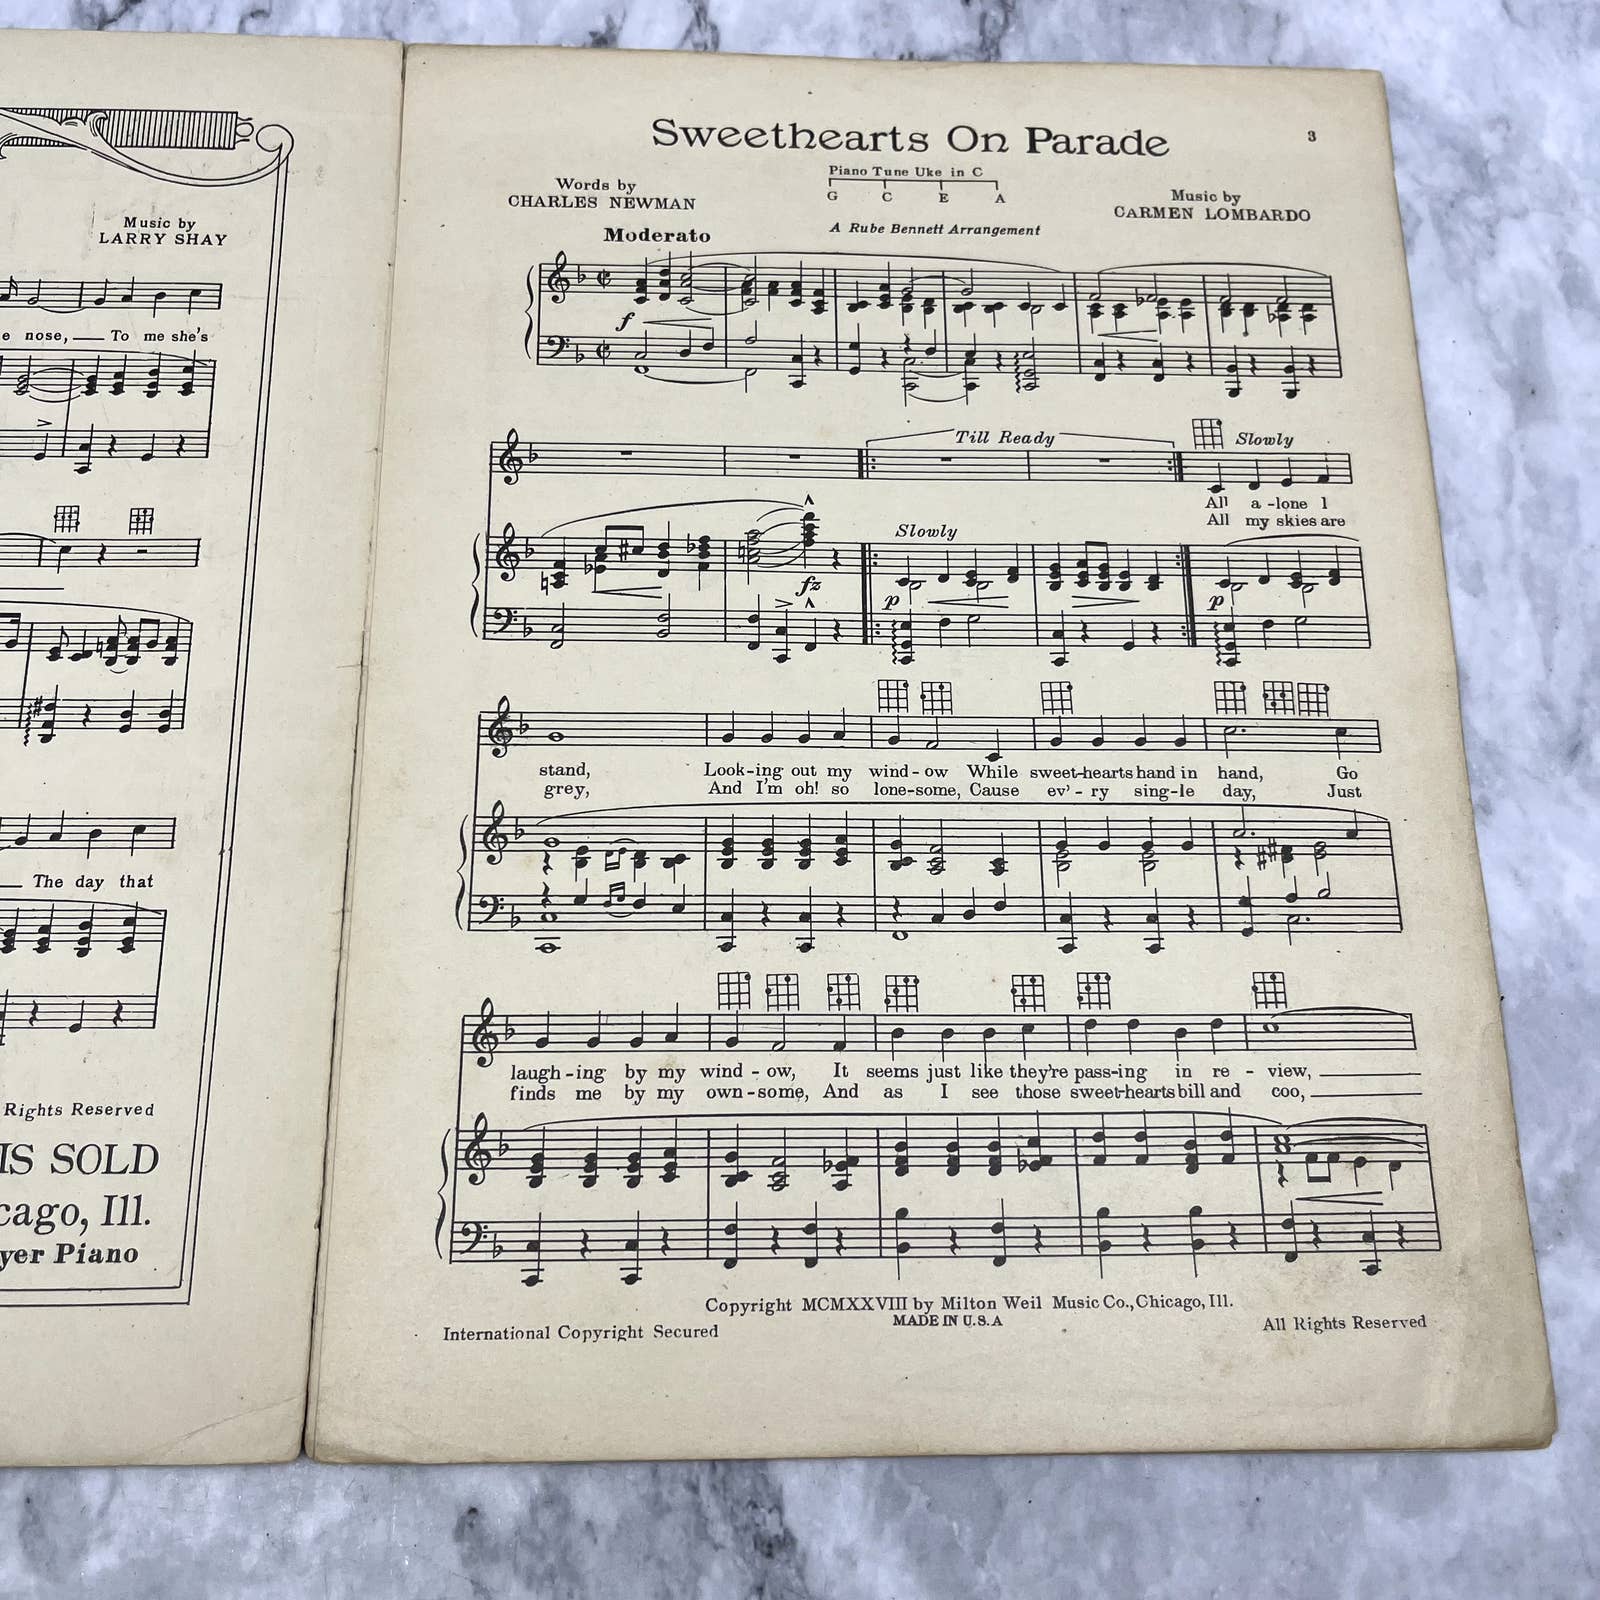 Music by
LARRY SHAY
e nose, To me she's
The day that
Rights Reserved
IS SOLD
cago, Ill.
yer Piano
Sweethearts On Parade
3
Piano Tune Uke in C
G C E A
Words by
CHARLES NEWMAN
Music by
CARMEN LOMBARDO
A Rube Bennett Arrangement
Moderato
f
Till Ready
Slowly
All a-lone I
All my skies are
Slowly
fz
p
p
stand, Look-ing out my wind-ow While sweet-hearts hand in hand, Go
grey, And I'm oh! so lone-some, Cause ev'-ry sing-le day, Just
laugh-ing by my wind-ow, It seems just like they're pass-ing in re-view,
finds me by my own-some, And as I see those sweet-hearts bill and coo,
Copyright MCMXXVIII by Milton Weil Music Co., Chicago, Ill.
MADE IN U.S.A
International Copyright Secured
All Rights Reserved